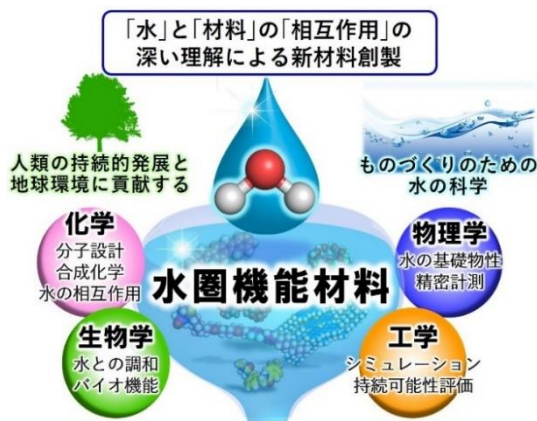 「水」と「材料」の「相互作用」の
深い理解による新材料創製
人類の持続的発展と
地球環境に貢献する
ものづくりのための
水の科学
化学
分子設計
合成化学
水の相互作用
物理学
水の基礎物性
精密計測
水圏機能材料
生物学
水との調和
バイオ機能
工学
シミュレーション
持続可能性評価